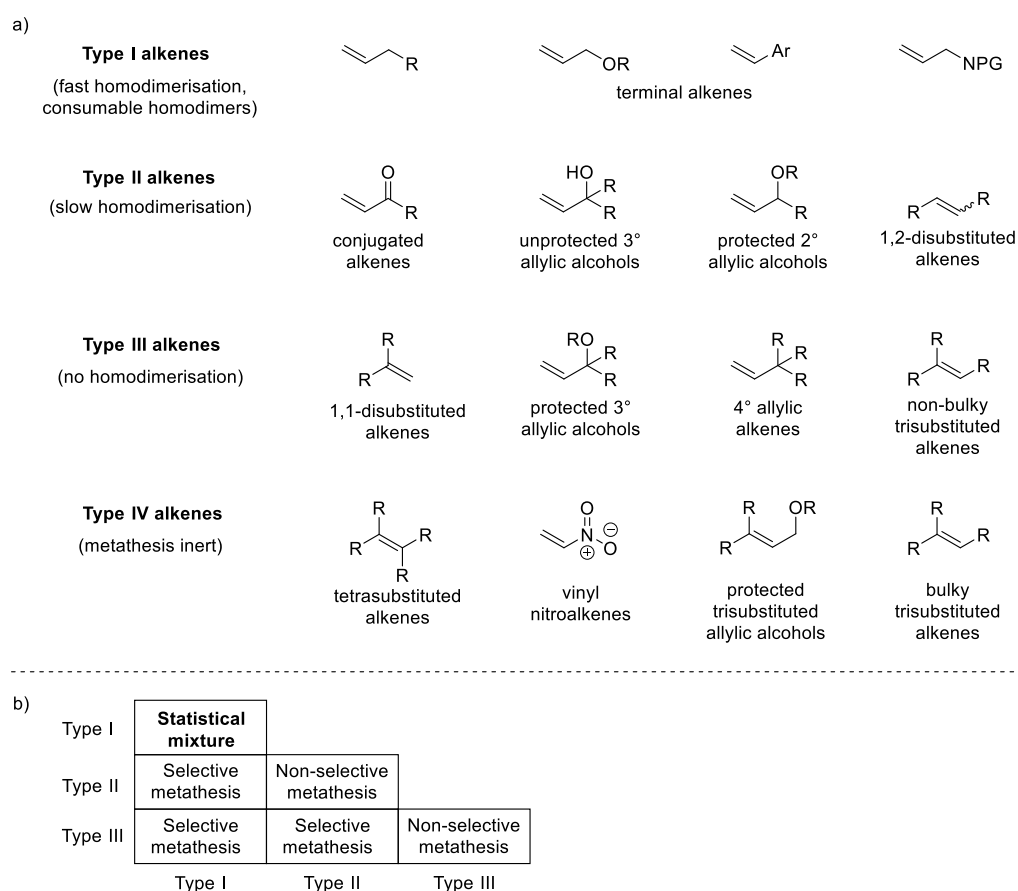 a)
Type I alkenes
(fast homodimerisation,
consumable homodimers)
R
OR
Ar
NPG
terminal alkenes
Type II alkenes
(slow homodimerisation)
O
R
conjugated
alkenes
HO
R
R
unprotected 3°
allylic alcohols
OR
R
protected 2°
allylic alcohols
R
R
1,2-disubstituted
alkenes
Type III alkenes
(no homodimerisation)
R
R
1,1-disubstituted
alkenes
RO
R
R
protected 3°
allylic alcohols
R
R
R
4° allylic
alkenes
R
R
R
non-bulky
trisubstituted
alkenes
Type IV alkenes
(metathesis inert)
R
R
R
R
tetrasubstituted
alkenes
O
N
⊕
O
⊖
vinyl
nitroalkenes
R
R
OR
protected
trisubstituted
allylic alcohols
R
R
R
bulky
trisubstituted
alkenes
b)
Type I
Statistical
mixture
Type II
Selective
metathesis
Non-selective
metathesis
Type III
Selective
metathesis
Selective
metathesis
Non-selective
metathesis
Type I
Type II
Type III